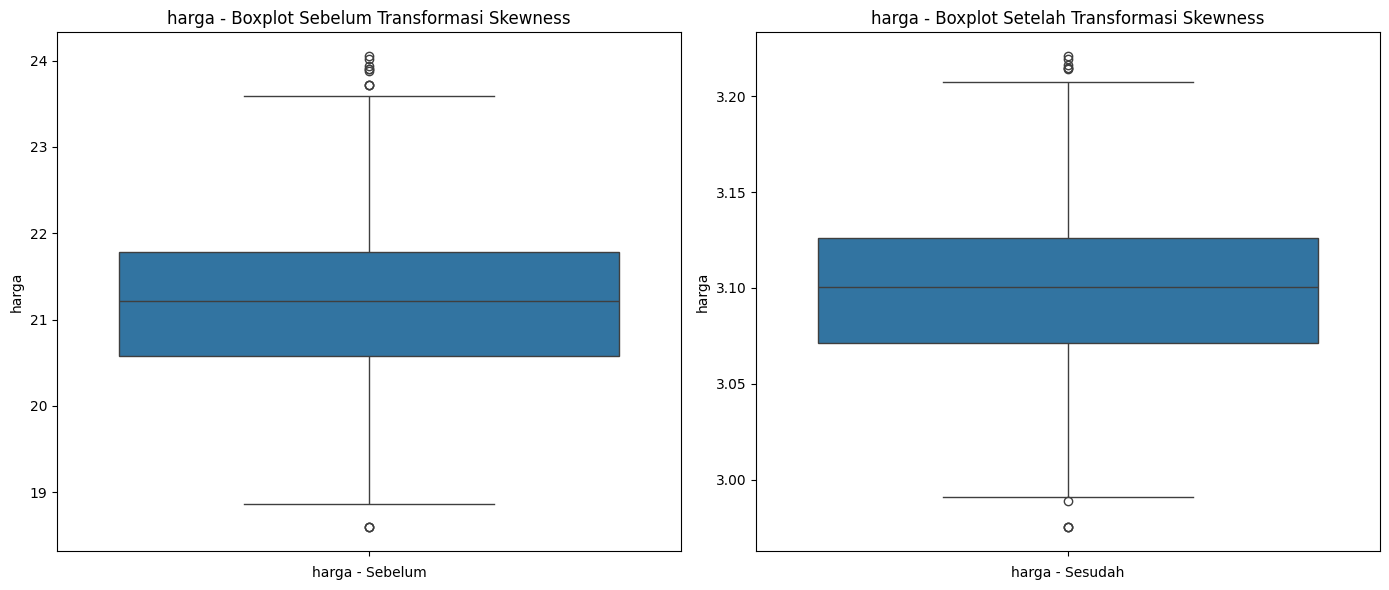 harga - Boxplot Sebelum Transformasi Skewness
24
23
22
21
20
19
harga
harga - Sebelum
harga - Boxplot Setelah Transformasi Skewness
3.20
3.15
3.10
3.05
3.00
harga
harga - Sesudah